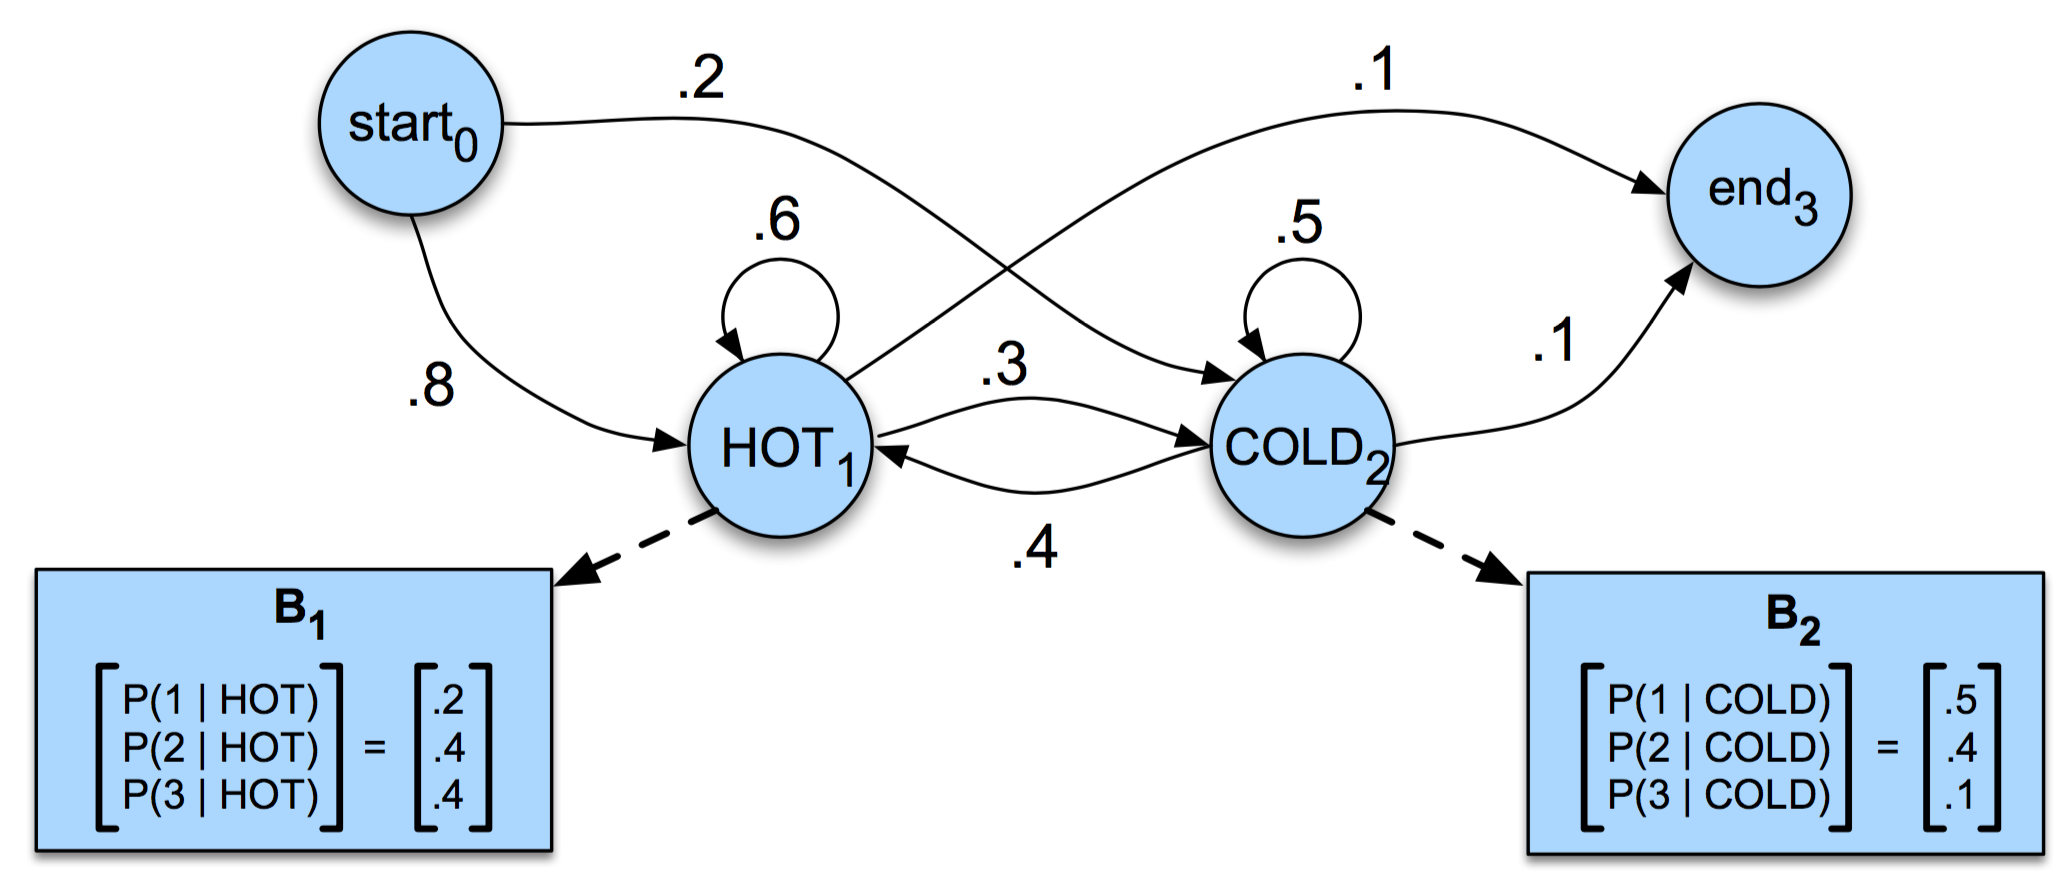 start0
.2
.1
end3
.6
.5
.8
.3
.1
HOT1
COLD2
.4
B1
P(1 | HOT)
P(2 | HOT)
P(3 | HOT)
=
.2
.4
.4
B2
P(1 | COLD)
P(2 | COLD)
P(3 | COLD)
=
.5
.4
.1